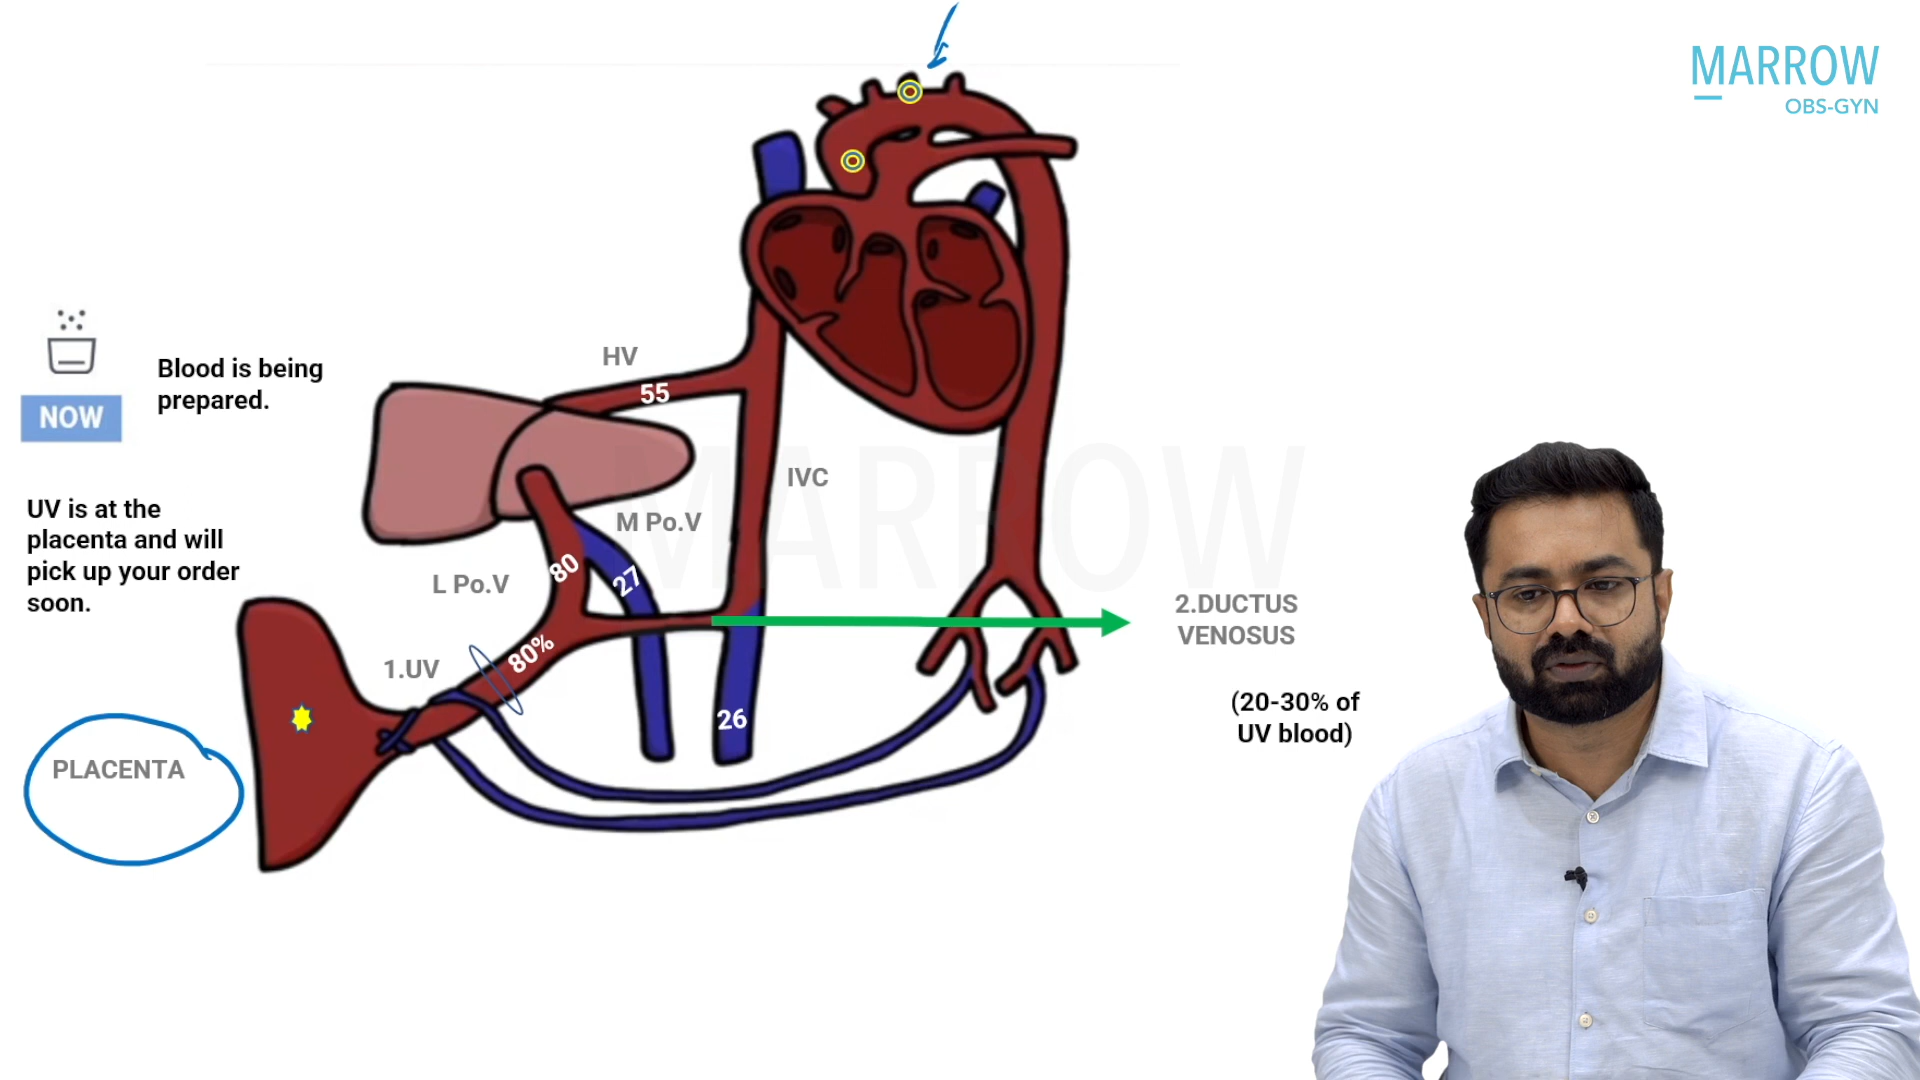 MARROW
OBS-GYN
HV
55
Blood is being
prepared.
NOW
IVC
UV is at the
placenta and will
pick up your order
soon.
M Po.V
L Po.V
80
27
2.DUCTUS
VENOSUS
1.UV
80%
26
(20-30% of
UV blood)
PLACENTA
MARROW